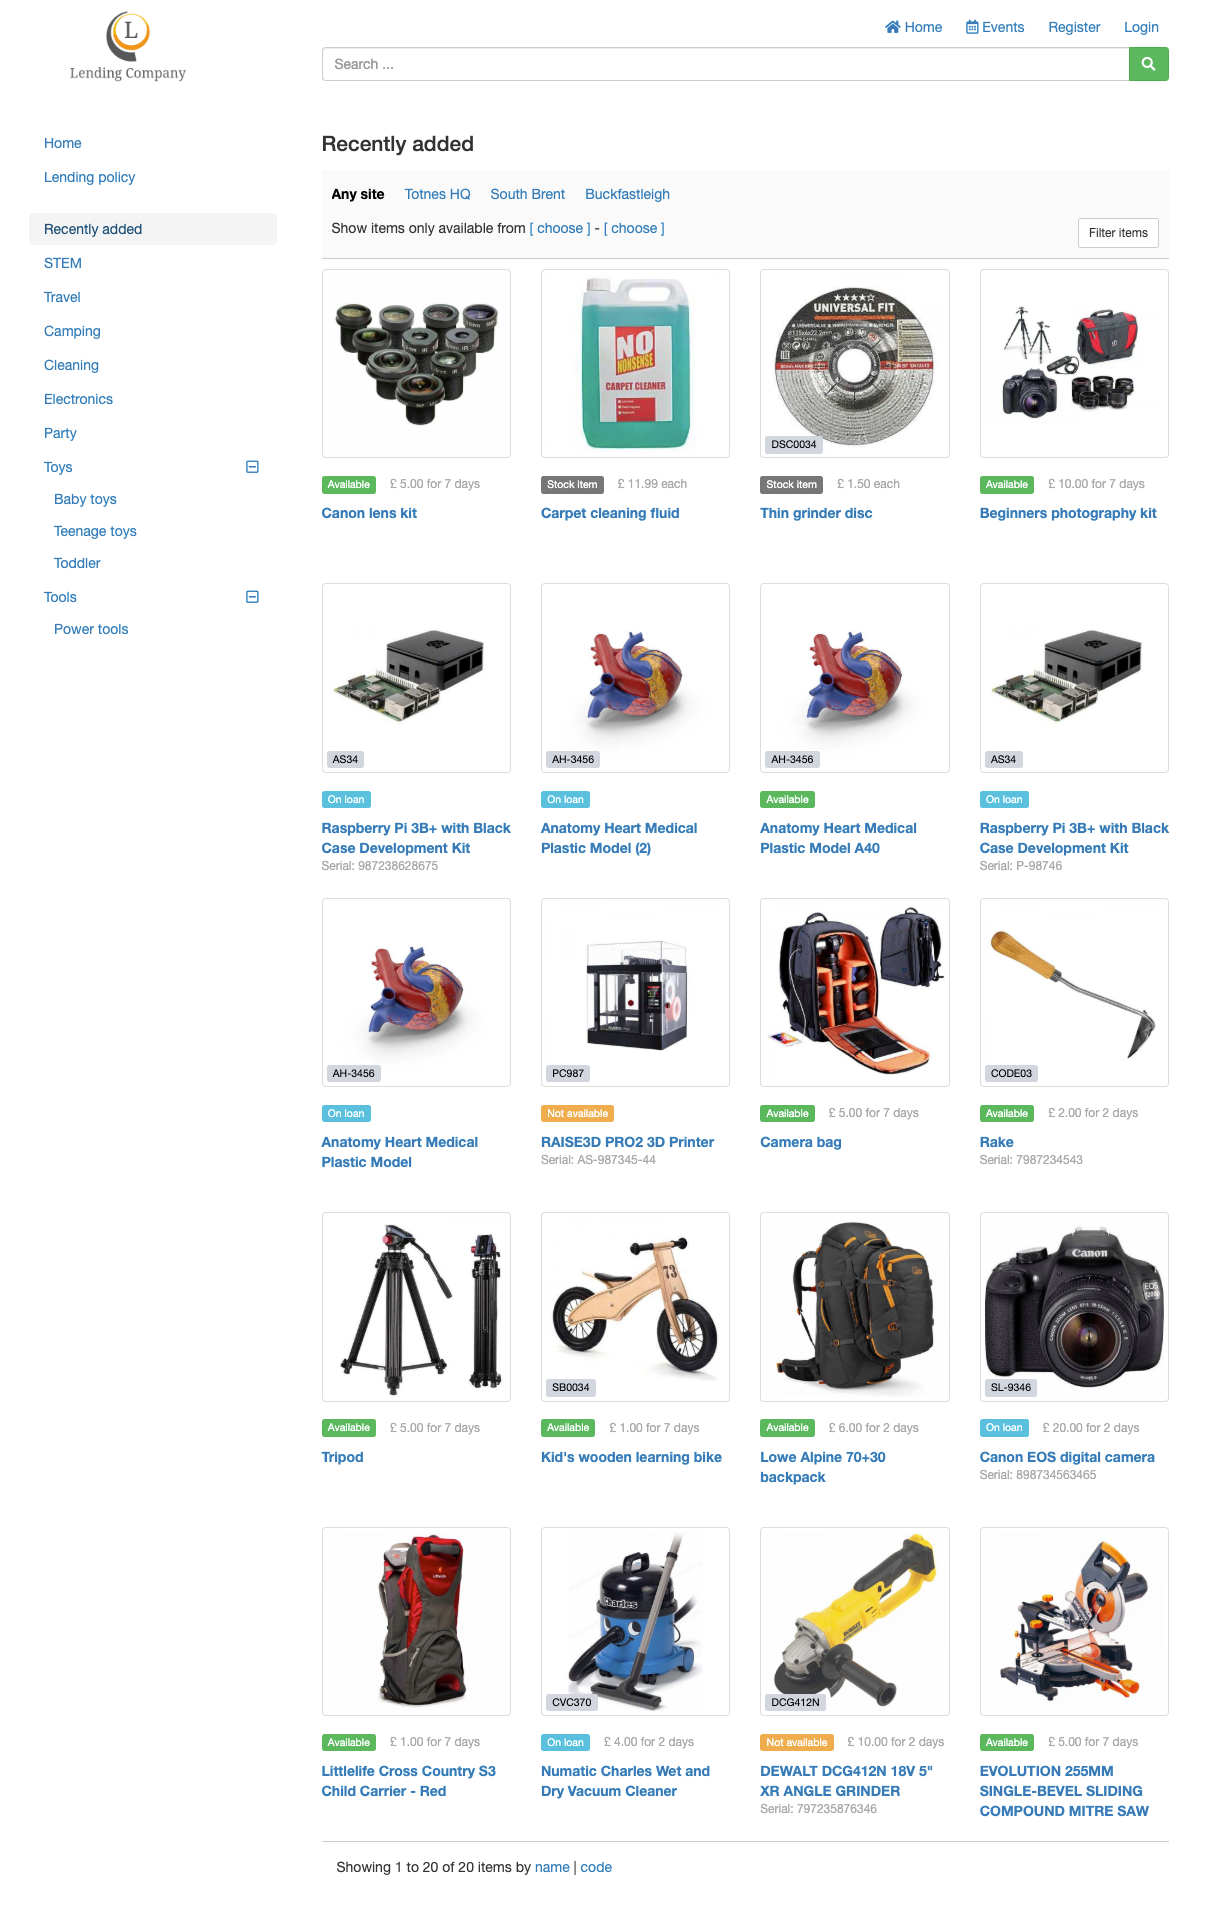 L
Lending Company
Home
Events
Register
Login
Search ...
Home
Lending policy
Recently added
STEM
Travel
Camping
Cleaning
Electronics
Party
Toys
Baby toys
Teenage toys
Toddler
Tools
Power tools
Recently added
Any site
Totnes HQ
South Brent
Buckfastleigh
Show items only available from [ choose ] - [ choose ]
Filter items
Available
£ 5.00 for 7 days
Canon lens kit
NO
NONSENSE
CARPET CLEANER
Stock item
£ 11.99 each
Carpet cleaning fluid
UNIVERSAL FIT
DSC0034
Stock item
£ 1.50 each
Thin grinder disc
Available
£ 10.00 for 7 days
Beginners photography kit
AS34
On loan
Raspberry Pi 3B+ with Black
Case Development Kit
Serial: 987238628675
AH-3456
On loan
Anatomy Heart Medical
Plastic Model (2)
AH-3456
Available
Anatomy Heart Medical
Plastic Model A40
AS34
On loan
Raspberry Pi 3B+ with Black
Case Development Kit
Serial: P-98746
AH-3456
On loan
Anatomy Heart Medical
Plastic Model
PC987
Not available
RAISE3D PRO2 3D Printer
Serial: AS-987345-44
Available
£ 5.00 for 7 days
Camera bag
CODE03
Available
£ 2.00 for 2 days
Rake
Serial: 7987234543
Available
£ 5.00 for 7 days
Tripod
73
SB0034
Available
£ 1.00 for 7 days
Kid's wooden learning bike
Available
£ 6.00 for 2 days
Lowe Alpine 70+30
backpack
Canon
EOS
SL-9346
On loan
£ 20.00 for 2 days
Canon EOS digital camera
Serial: 898734563465
Available
£ 1.00 for 7 days
Littlelife Cross Country S3
Child Carrier - Red
Charles
CVC370
On loan
£ 4.00 for 2 days
Numatic Charles Wet and
Dry Vacuum Cleaner
DEWALT
DCG412N
Not available
£ 10.00 for 2 days
DEWALT DCG412N 18V 5"
XR ANGLE GRINDER
Serial: 797235876346
Available
£ 5.00 for 7 days
EVOLUTION 255MM
SINGLE-BEVEL SLIDING
COMPOUND MITRE SAW
Showing 1 to 20 of 20 items by name | code